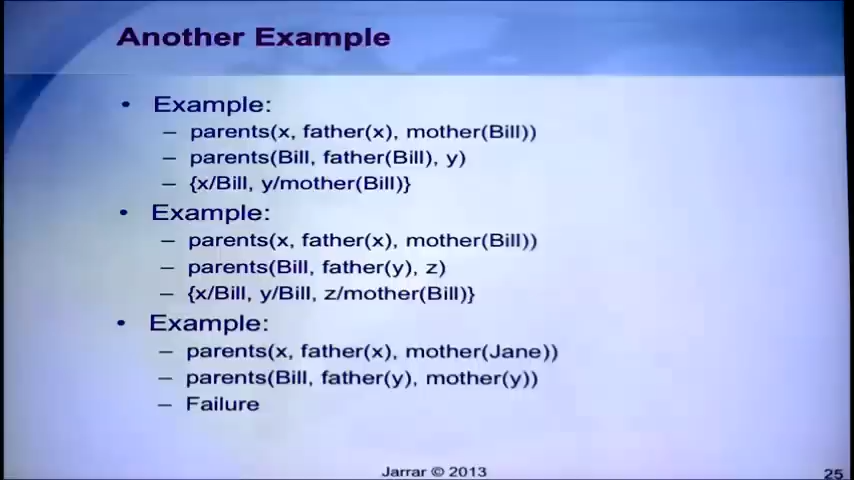 Another Example
• Example:
– parents(x, father(x), mother(Bill))
– parents(Bill, father(Bill), y)
– {x/Bill, y/mother(Bill)}
• Example:
– parents(x, father(x), mother(Bill))
– parents(Bill, father(y), z)
– {x/Bill, y/Bill, z/mother(Bill)}
• Example:
– parents(x, father(x), mother(Jane))
– parents(Bill, father(y), mother(y))
– Failure
Jarrar © 2013
25